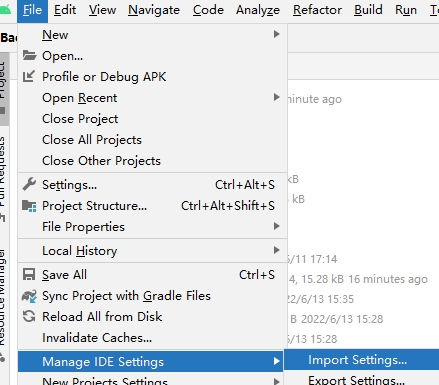 File Edit View Navigate Code Analyze Refactor Build Run
Ba
New
Open...
Profile or Debug APK
Open Recent
minute ago
Close Project
Close All Projects
Close Other Projects
Settings... Ctrl+Alt+S
kB
Project Structure... Ctrl+Alt+Shift+S
kB
File Properties
Local History
6/11 17:14
Save All Ctrl+S
4, 15.28 kB 16 minutes ago
Sync Project with Gradle Files
2022/6/13 15:35
Reload All from Disk
B 2022/6/13 15:28
Invalidate Caches...
6/13 15:28
Manage IDE Settings
Import Settings...
New Projects Settings
Export Settings...
Project
Pull Requests
Resource Manager